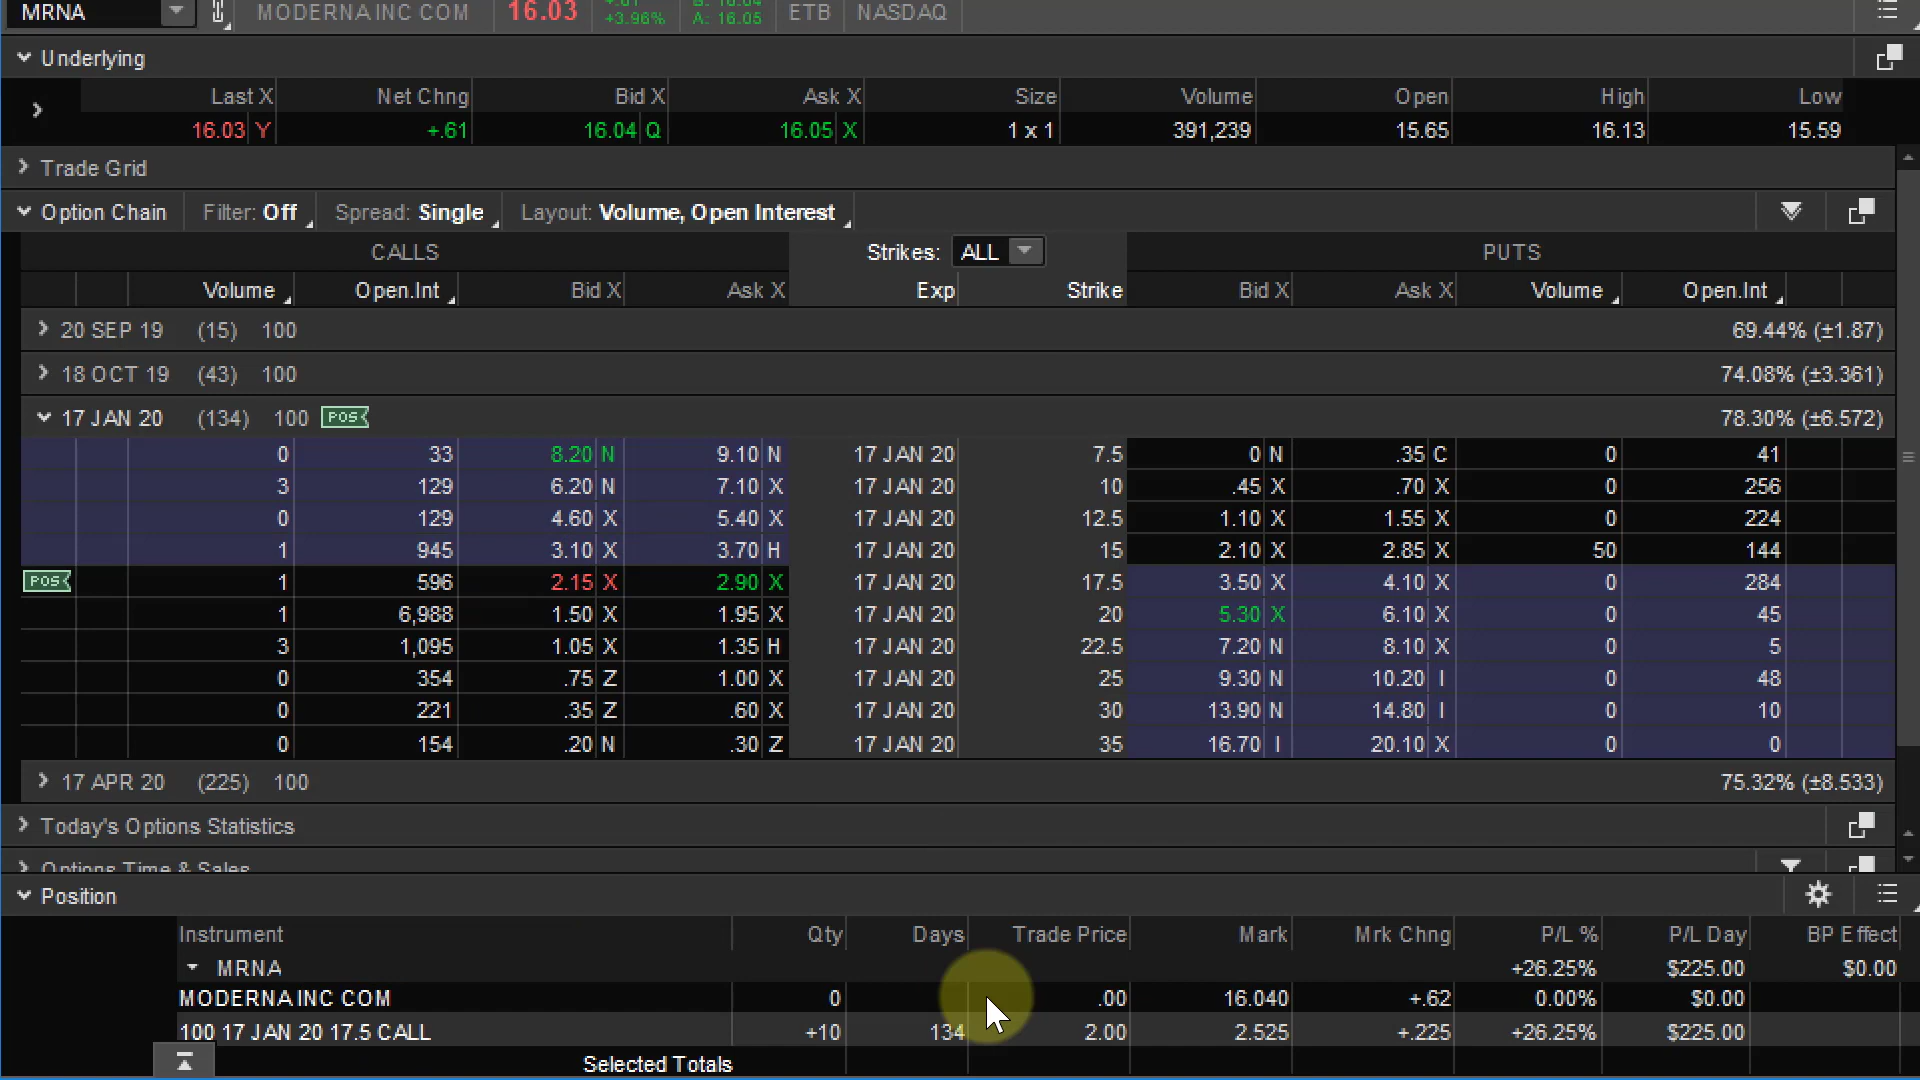 MRNA MODERNA INC COM 16.03 +.61 +3.96% B: 16.04 A: 16.05 ETB NASDAQ
Underlying
Last X Net Chng Bid X Ask X Size Volume Open High Low
16.03 Y +.61 16.04 Q 16.05 X 1 x 1 391,239 15.65 16.13 15.59
Trade Grid
Option Chain Filter: Off Spread: Single Layout: Volume, Open Interest
CALLS Strikes: ALL PUTS
Volume Open.Int Bid X Ask X Exp Strike Bid X Ask X Volume Open.Int
20 SEP 19 (15) 100 69.44% (±1.87)
18 OCT 19 (43) 100 74.08% (±3.361)
17 JAN 20 (134) 100 POS 78.30% (±6.572)
0 33 8.20 N 9.10 N 17 JAN 20 7.5 0 N .35 C 0 41
3 129 6.20 N 7.10 X 17 JAN 20 10 .45 X .70 X 0 256
0 129 4.60 X 5.40 X 17 JAN 20 12.5 1.10 X 1.55 X 0 224
1 945 3.10 X 3.70 H 17 JAN 20 15 2.10 X 2.85 X 50 144
POS 1 596 2.15 X 2.90 X 17 JAN 20 17.5 3.50 X 4.10 X 0 284
1 6,988 1.50 X 1.95 X 17 JAN 20 20 5.30 X 6.10 X 0 45
3 1,095 1.05 X 1.35 H 17 JAN 20 22.5 7.20 N 8.10 X 0 5
0 354 .75 Z 1.00 X 17 JAN 20 25 9.30 N 10.20 I 0 48
0 221 .35 Z .60 X 17 JAN 20 30 13.90 N 14.80 I 0 10
0 154 .20 N .30 Z 17 JAN 20 35 16.70 I 20.10 X 0 0
17 APR 20 (225) 100 75.32% (±8.533)
Today's Options Statistics
Options Time & Sales
Position
Instrument Qty Days Trade Price Mark Mrk Chng P/L % P/L Day BP Effect
MRNA +26.25% $225.00 $0.00
MODERNA INC COM 0 .00 16.040 +.62 0.00% $0.00
100 17 JAN 20 17.5 CALL +10 134 2.00 2.525 +.225 +26.25% $225.00
Selected Totals